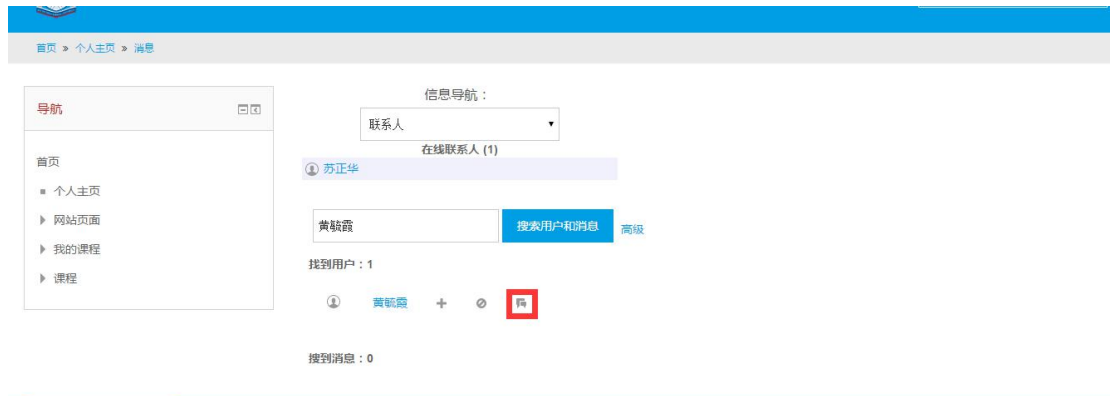 首页 » 个人主页 » 消息
导航
首页
个人主页
网站页面
我的课程
课程
信息导航：
联系人
在线联系人 (1)
苏正华
黄毓霞 搜索用户和消息 高级
找到用户：1
黄毓霞
搜到消息：0